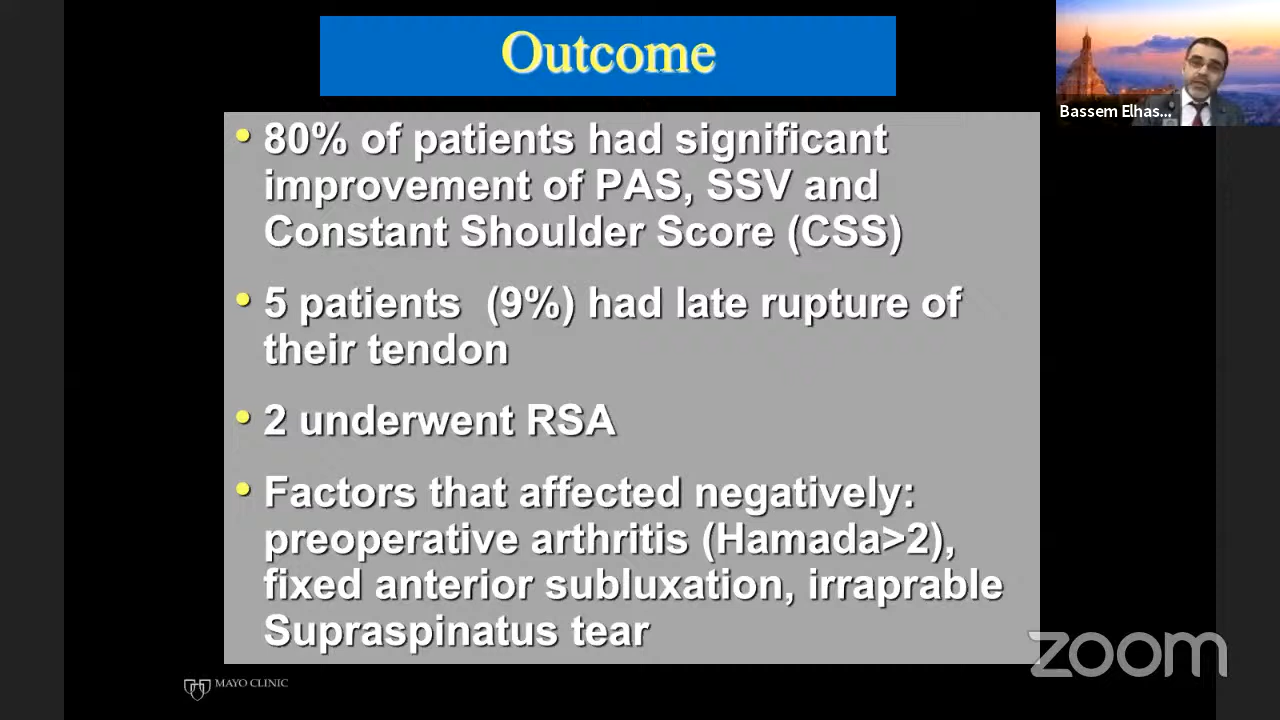 Outcome
• 80% of patients had significant
improvement of PAS, SSV and
Constant Shoulder Score (CSS)
• 5 patients (9%) had late rupture of
their tendon
• 2 underwent RSA
• Factors that affected negatively:
preoperative arthritis (Hamada>2),
fixed anterior subluxation, irraprable
Supraspinatus tear
Bassem Elhas...
zoom
MAYO CLINIC